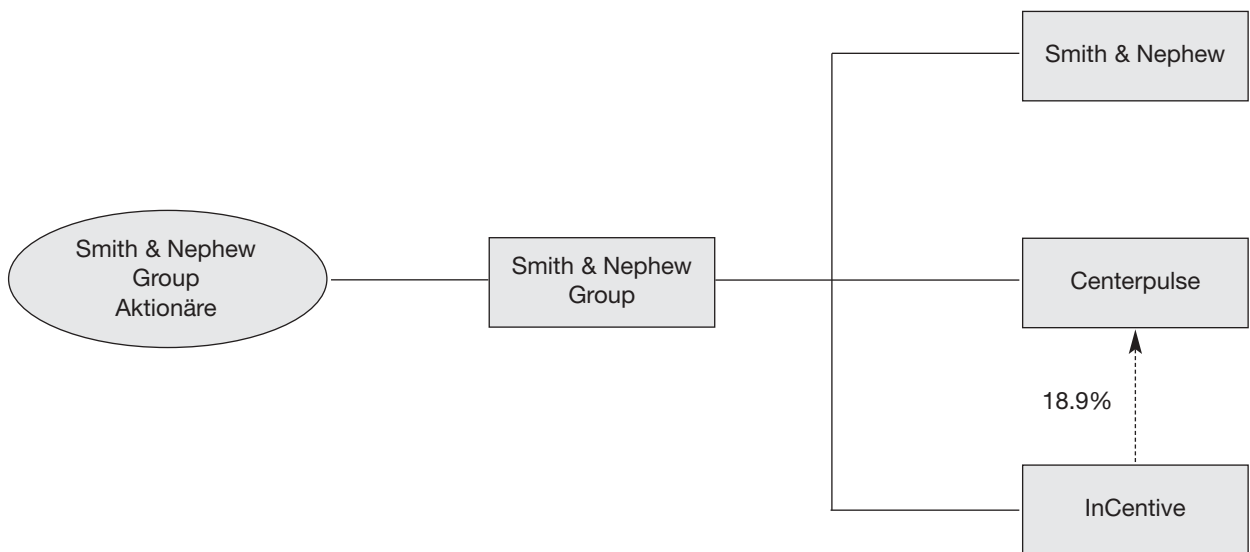 Smith & Nephew
Smith & Nephew
Group
Aktionäre
Smith & Nephew
Group
Centerpulse
18.9%
InCentive